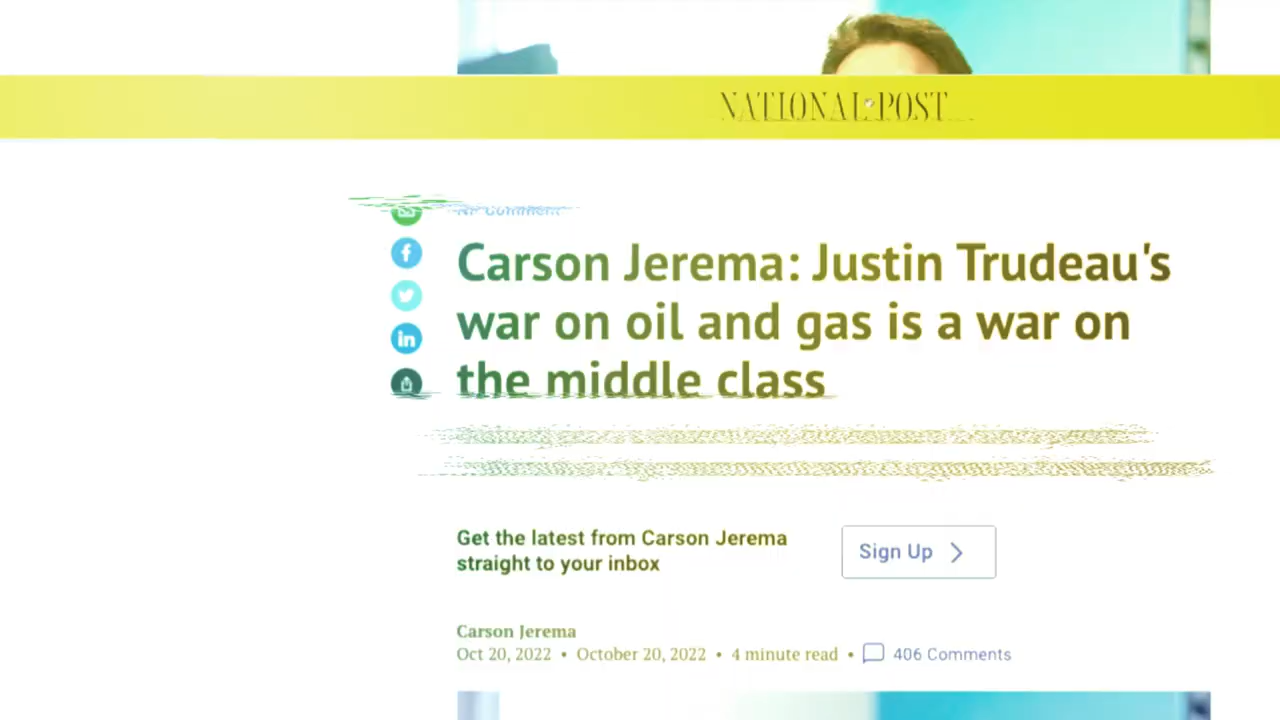 NATIONAL POST
NP Comment
Carson Jerema: Justin Trudeau's
war on oil and gas is a war on
the middle class
Get the latest from Carson Jerema
straight to your inbox
Sign Up
Carson Jerema
Oct 20, 2022 • October 20, 2022 • 4 minute read • 406 Comments